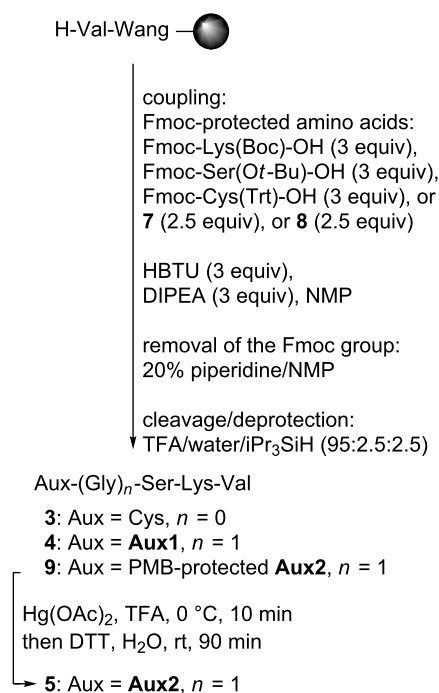 H-Val-Wang
coupling:
Fmoc-protected amino acids:
Fmoc-Lys(Boc)-OH (3 equiv),
Fmoc-Ser(Ot-Bu)-OH (3 equiv),
Fmoc-Cys(Trt)-OH (3 equiv), or
7 (2.5 equiv), or 8 (2.5 equiv)
HBTU (3 equiv),
DIPEA (3 equiv), NMP
removal of the Fmoc group:
20% piperidine/NMP
cleavage/deprotection:
TFA/water/iPr₃SiH (95:2.5:2.5)
Aux-(Gly)ₙ-Ser-Lys-Val
3: Aux = Cys, n = 0
4: Aux = Aux1, n = 1
9: Aux = PMB-protected Aux2, n = 1
Hg(OAc)₂, TFA, 0 °C, 10 min
then DTT, H₂O, rt, 90 min
5: Aux = Aux2, n = 1